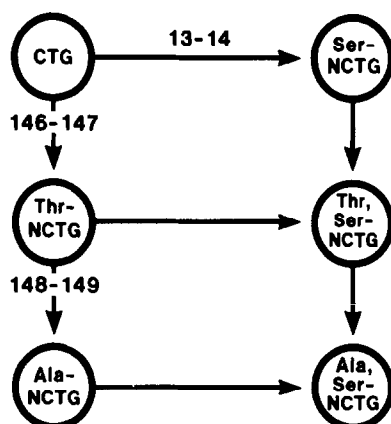 13-14
CTG
Ser-
NCTG
146-147
Thr-
NCTG
Thr,
Ser-
NCTG
148-149
Ala-
NCTG
Ala,
Ser-
NCTG